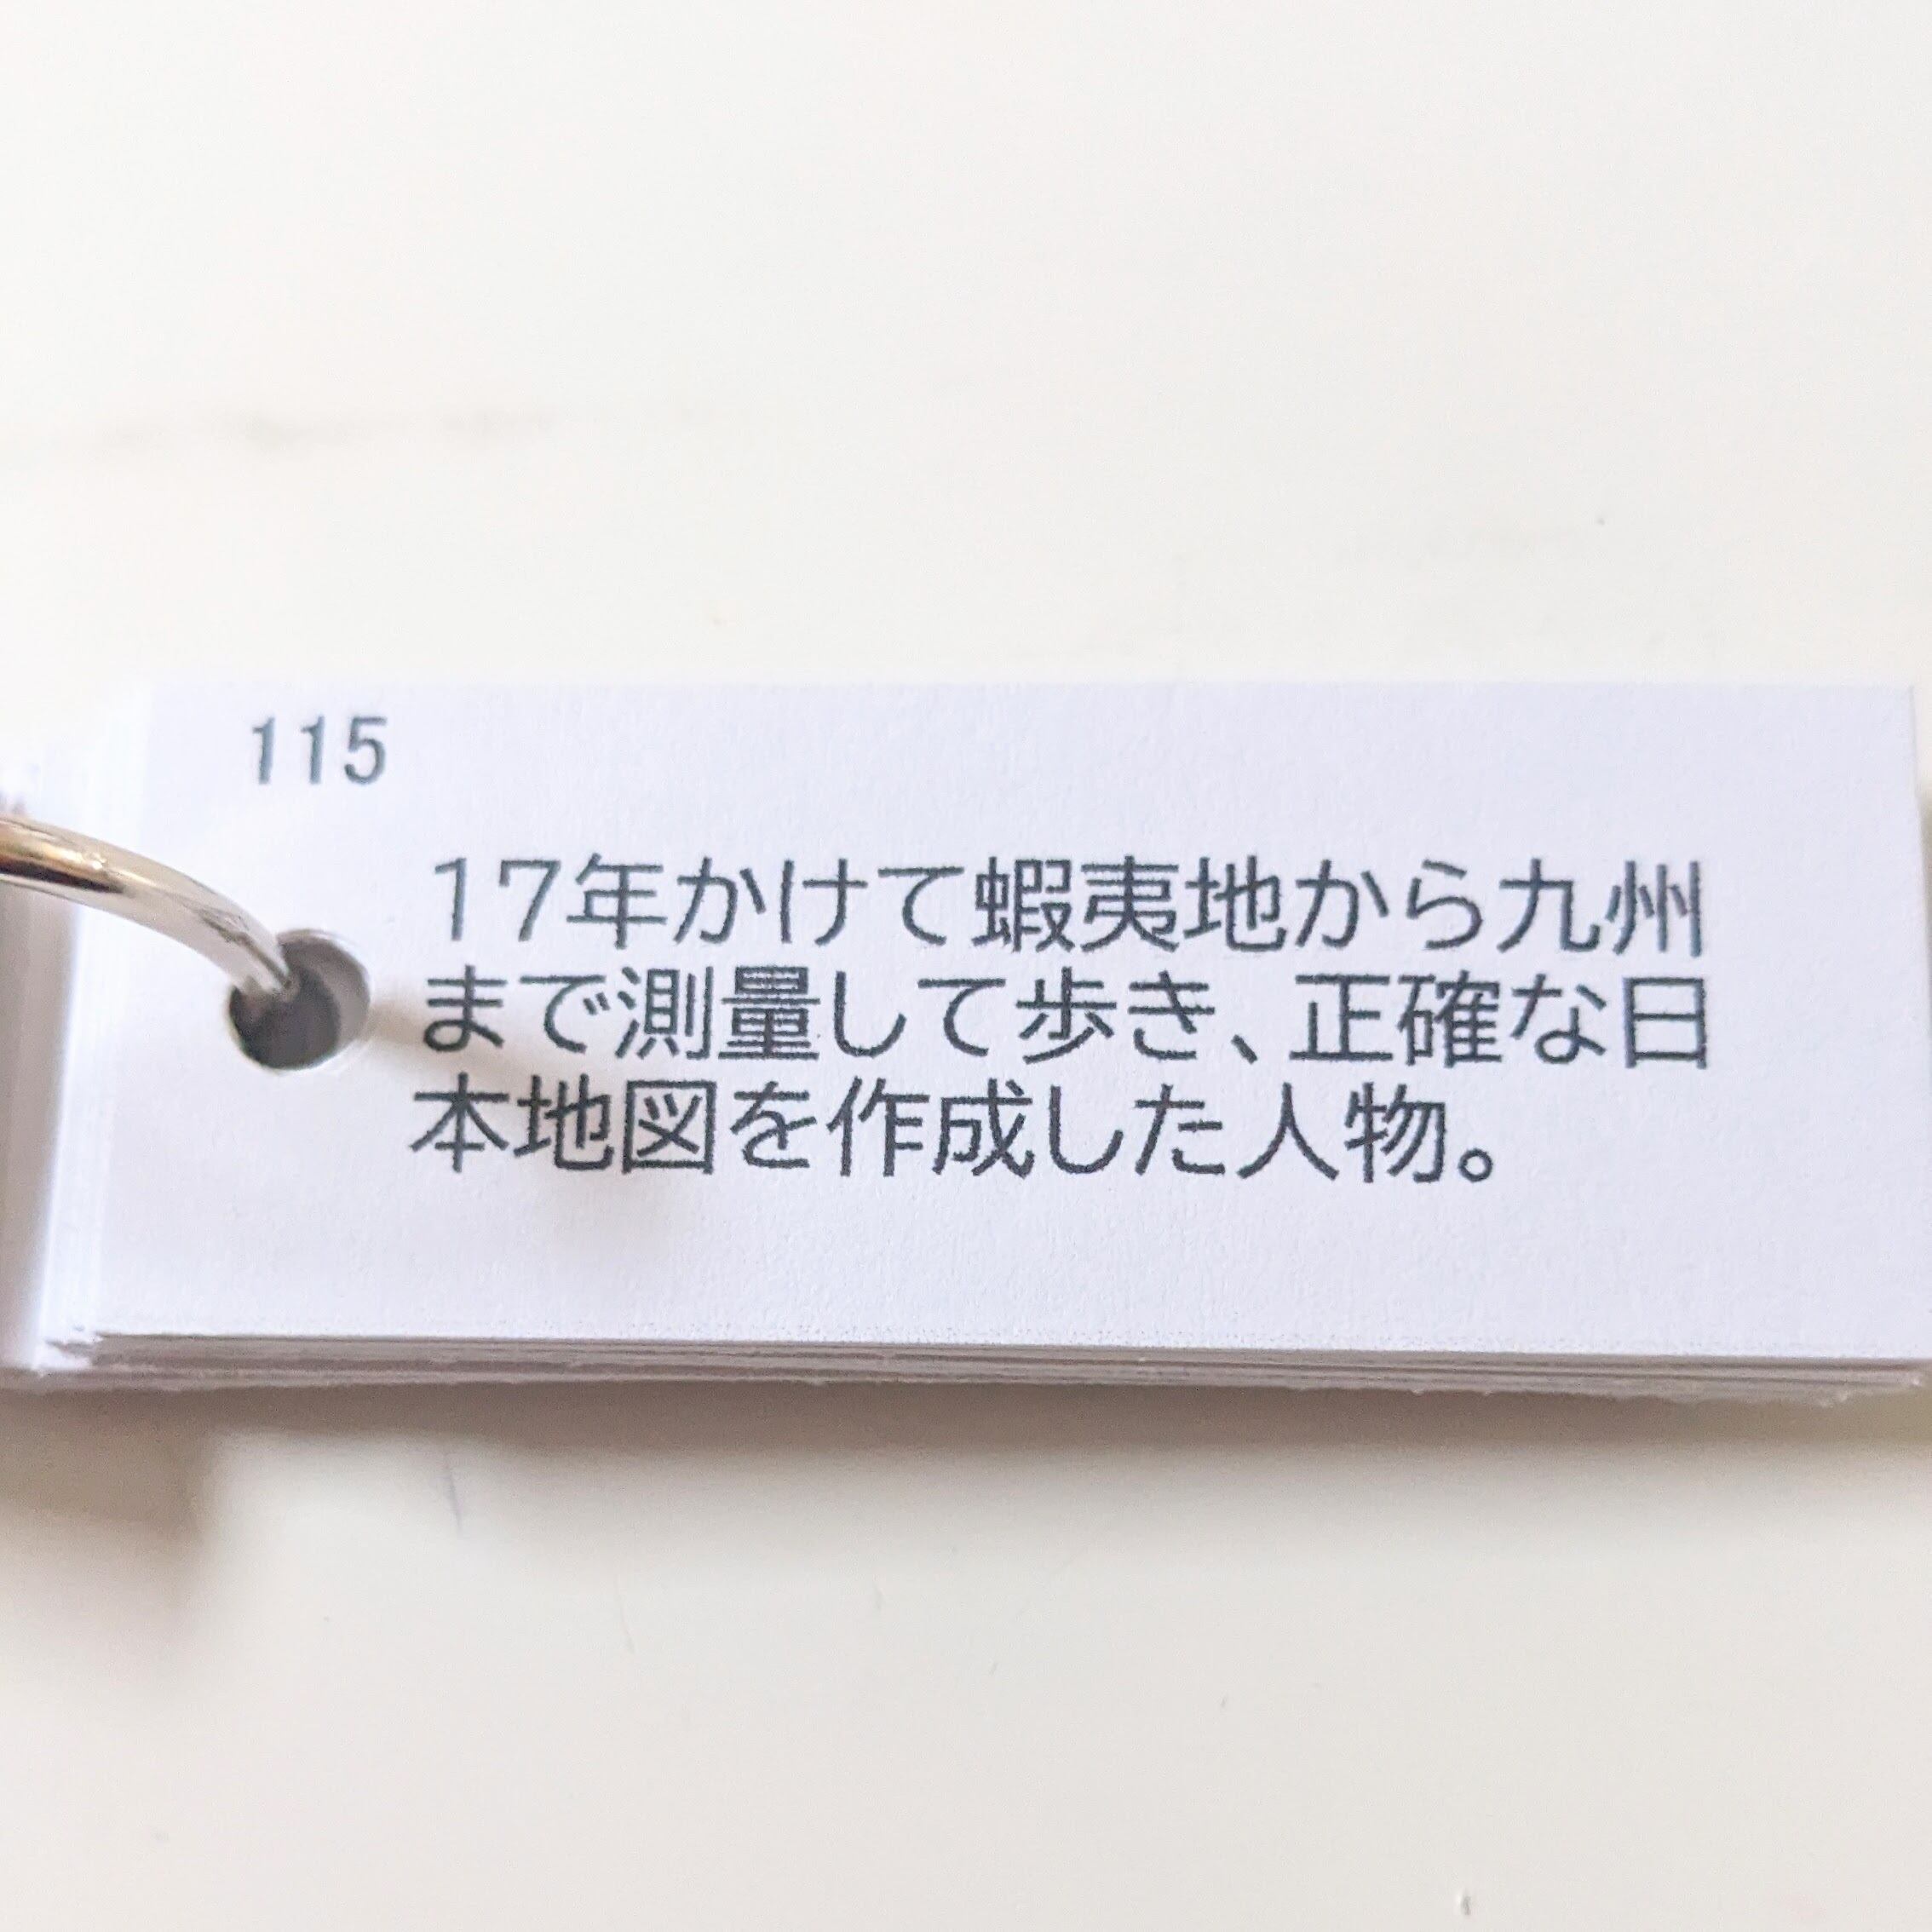 115
17年かけて蝦夷地から九州
まで測量して歩き、正確な日
本地図を作成した人物。